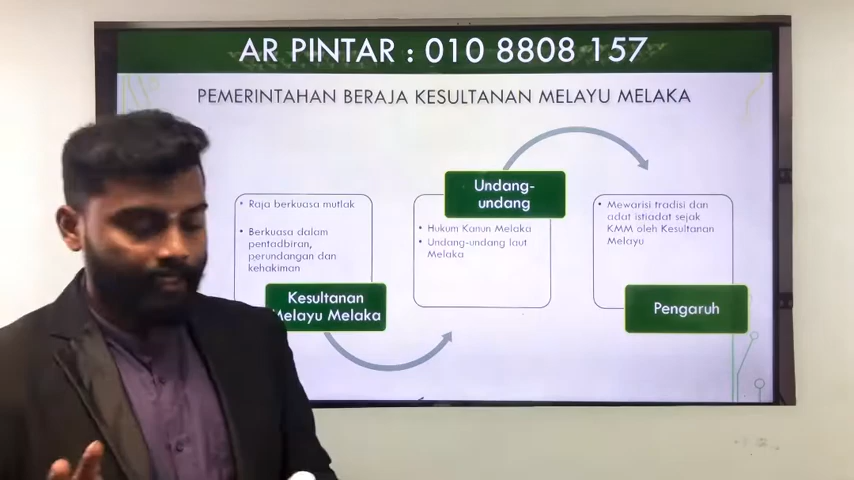 AR PINTAR : 010 8808 157
PEMERINTAHAN BERAJA KESULTANAN MELAYU MELAKA
• Raja berkuasa mutlak
• Berkuasa dalam
pentadbiran,
perundangan dan
kehakiman
Kesultanan
Melayu Melaka
Undang-
undang
• Hukum Kanun Melaka
• Undang-undang laut
Melaka
• Mewarisi tradisi dan
adat istiadat sejak
KMM oleh Kesultanan
Melayu
Pengaruh